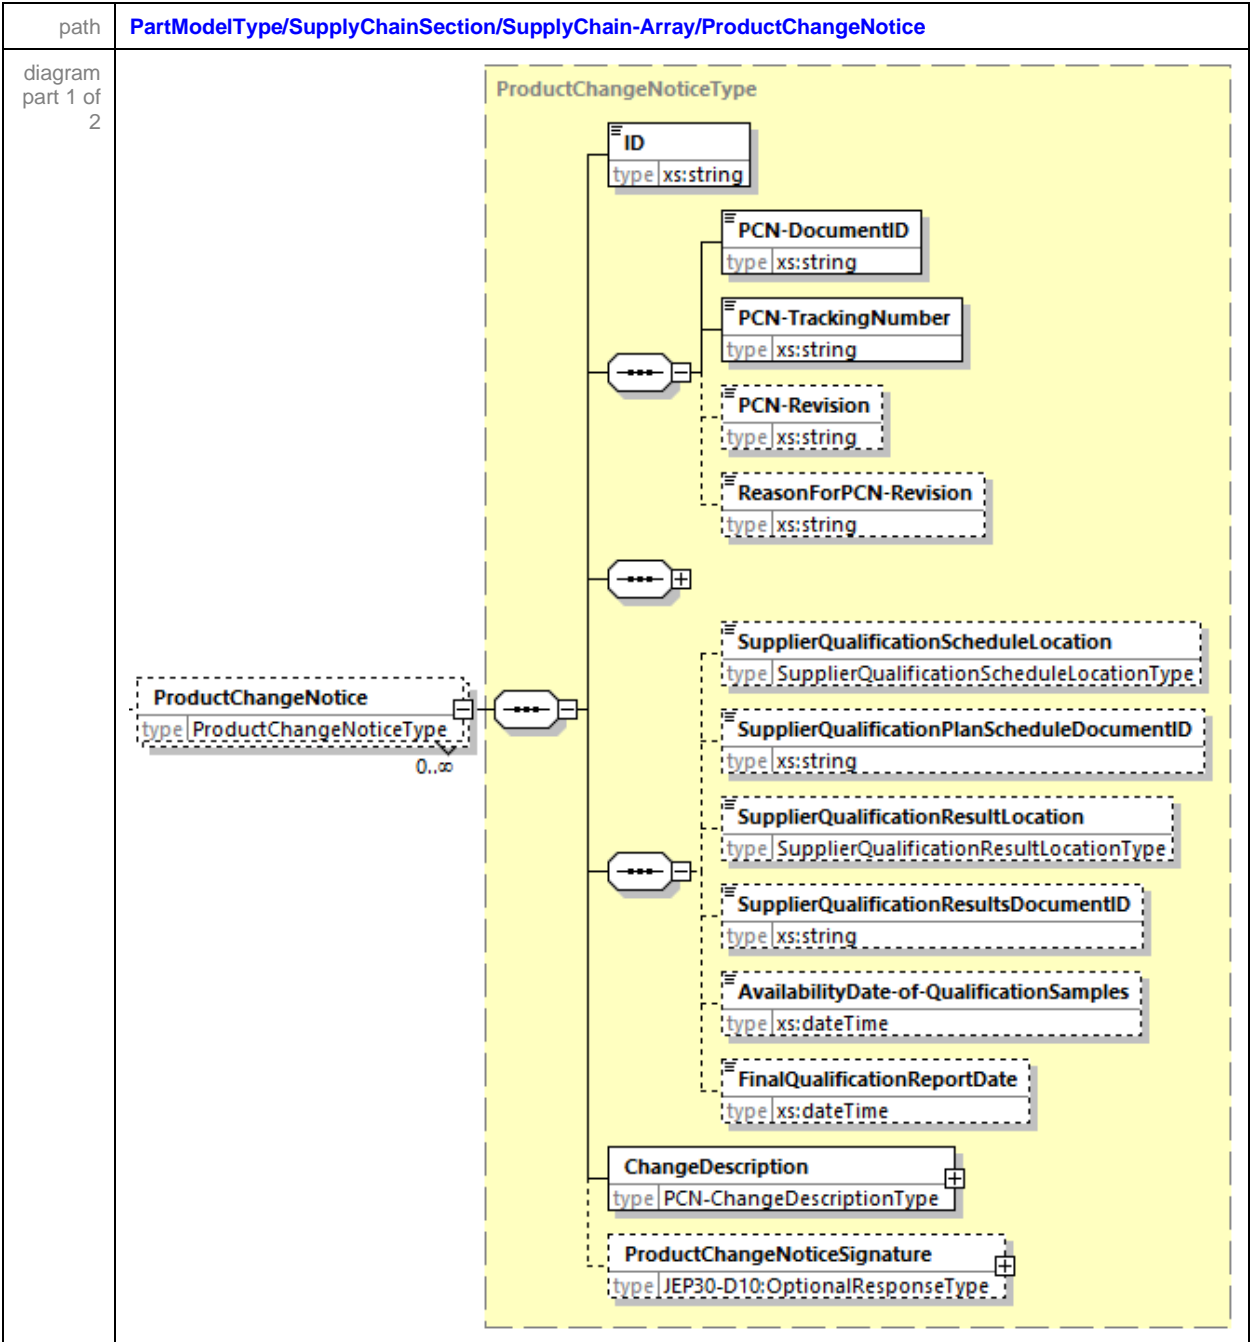 path
PartModelType/SupplyChainSection/SupplyChain-Array/ProductChangeNotice
diagram
part 1 of
2
ProductChangeNoticeType
ID
type xs:string
PCN-DocumentID
type xs:string
PCN-TrackingNumber
type xs:string
PCN-Revision
type xs:string
ReasonForPCN-Revision
type xs:string
SupplierQualificationScheduleLocation
type SupplierQualificationScheduleLocationType
ProductChangeNotice
type ProductChangeNoticeType
0..∞
SupplierQualificationPlanScheduleDocumentID
type xs:string
SupplierQualificationResultLocation
type SupplierQualificationResultLocationType
SupplierQualificationResultsDocumentID
type xs:string
AvailabilityDate-of-QualificationSamples
type xs:dateTime
FinalQualificationReportDate
type xs:dateTime
ChangeDescription
type PCN-ChangeDescriptionType
ProductChangeNoticeSignature
type JEP30-D10:OptionalResponseType